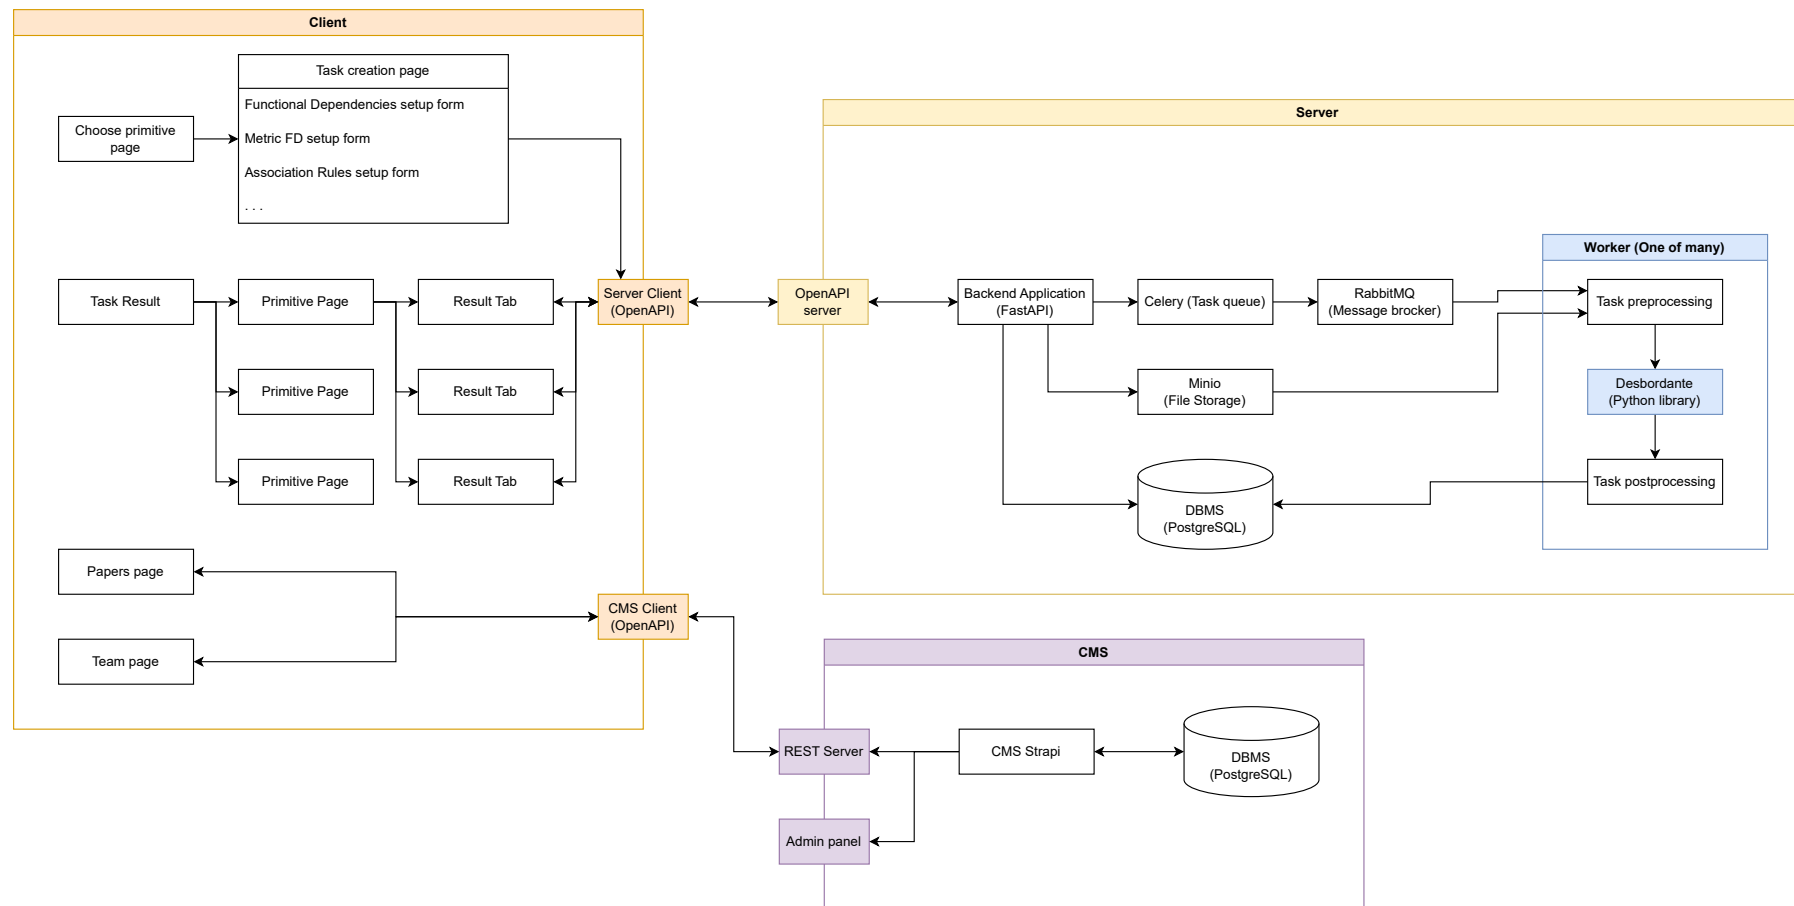 Client
Task creation page
Functional Dependencies setup form
Metric FD setup form
Association Rules setup form
. . .
Choose primitive
page
Task Result
Primitive Page
Result Tab
Server Client
(OpenAPI)
Primitive Page
Result Tab
Primitive Page
Result Tab
Papers page
Team page
CMS Client
(OpenAPI)
Server
OpenAPI
server
Backend Application
(FastAPI)
Celery (Task queue)
RabbitMQ
(Message brocker)
Minio
(File Storage)
DBMS
(PostgreSQL)
Worker (One of many)
Task preprocessing
Desbordante
(Python library)
Task postprocessing
CMS
REST Server
CMS Strapi
DBMS
(PostgreSQL)
Admin panel